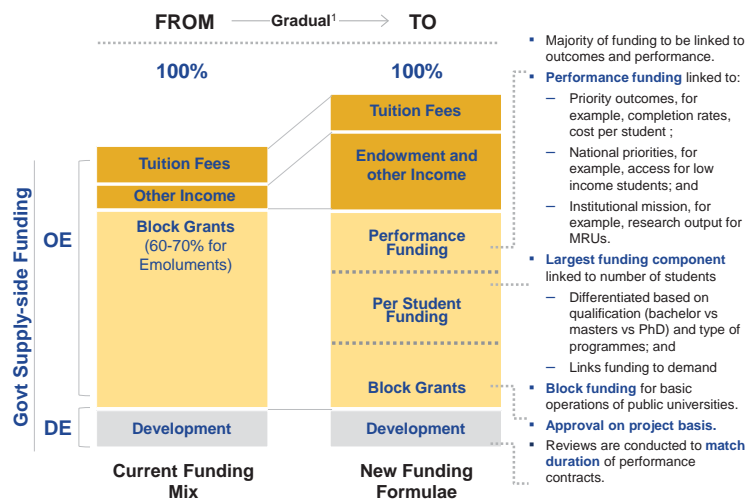 FROM Gradual¹ TO
100% 100%
Govt Supply-side Funding
OE
DE
Tuition Fees
Other Income
Block Grants
(60-70% for
Emoluments)
Development
Current Funding
Mix
Tuition Fees
Endowment and
other Income
Performance
Funding
Per Student
Funding
Block Grants
Development
New Funding
Formulae
▪ Majority of funding to be linked to
outcomes and performance.
▪ Performance funding linked to:
– Priority outcomes, for
example, completion rates,
cost per student ;
– National priorities, for
example, access for low
income students; and
– Institutional mission, for
example, research output for
MRUs.
▪ Largest funding component
linked to number of students
– Differentiated based on
qualification (bachelor vs
masters vs PhD) and type of
programmes; and
– Links funding to demand
▪ Block funding for basic
operations of public universities.
▪ Approval on project basis.
▪ Reviews are conducted to match
duration of performance
contracts.